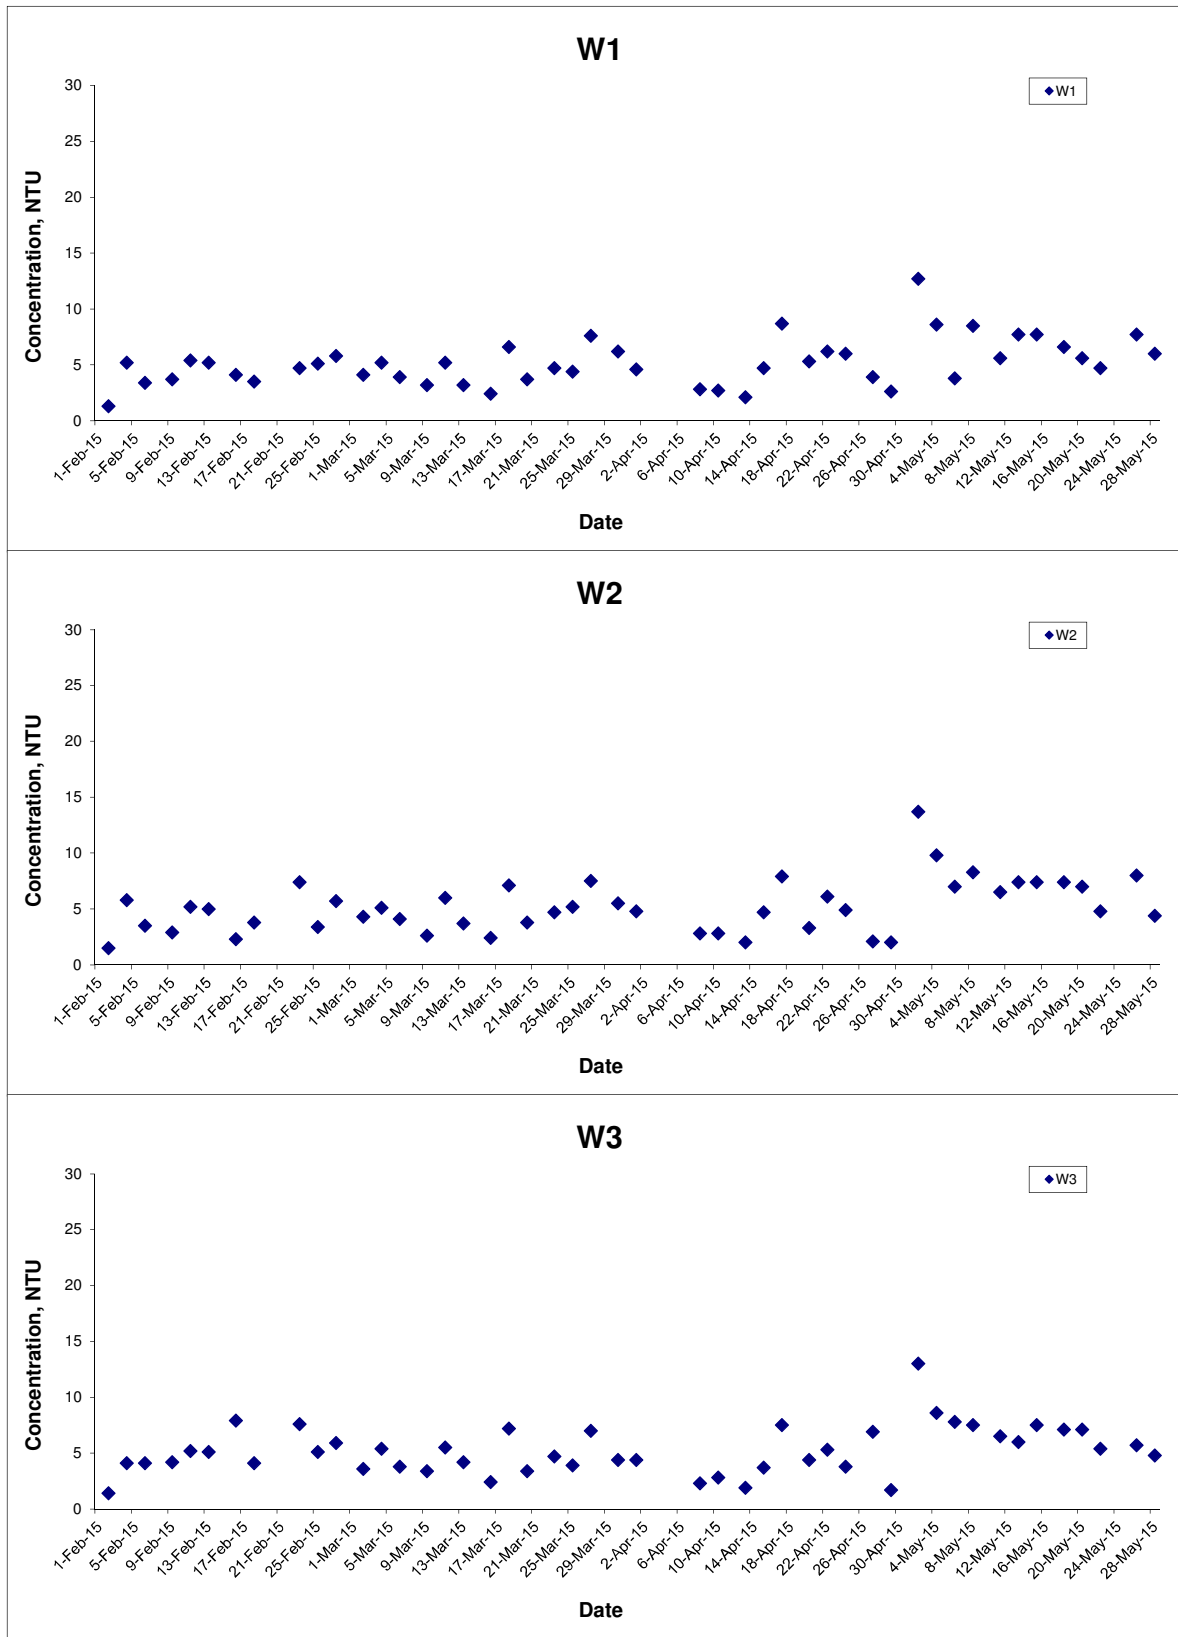 W1
W1
30
25
20
15
10
5
0
Concentration, NTU
1-Feb-15
5-Feb-15
9-Feb-15
13-Feb-15
17-Feb-15
21-Feb-15
25-Feb-15
1-Mar-15
5-Mar-15
9-Mar-15
13-Mar-15
17-Mar-15
21-Mar-15
25-Mar-15
29-Mar-15
2-Apr-15
6-Apr-15
10-Apr-15
14-Apr-15
18-Apr-15
22-Apr-15
26-Apr-15
30-Apr-15
4-May-15
8-May-15
12-May-15
16-May-15
20-May-15
24-May-15
28-May-15
Date
W2
W2
30
25
20
15
10
5
0
Concentration, NTU
1-Feb-15
5-Feb-15
9-Feb-15
13-Feb-15
17-Feb-15
21-Feb-15
25-Feb-15
1-Mar-15
5-Mar-15
9-Mar-15
13-Mar-15
17-Mar-15
21-Mar-15
25-Mar-15
29-Mar-15
2-Apr-15
6-Apr-15
10-Apr-15
14-Apr-15
18-Apr-15
22-Apr-15
26-Apr-15
30-Apr-15
4-May-15
8-May-15
12-May-15
16-May-15
20-May-15
24-May-15
28-May-15
Date
W3
W3
30
25
20
15
10
5
0
Concentration, NTU
1-Feb-15
5-Feb-15
9-Feb-15
13-Feb-15
17-Feb-15
21-Feb-15
25-Feb-15
1-Mar-15
5-Mar-15
9-Mar-15
13-Mar-15
17-Mar-15
21-Mar-15
25-Mar-15
29-Mar-15
2-Apr-15
6-Apr-15
10-Apr-15
14-Apr-15
18-Apr-15
22-Apr-15
26-Apr-15
30-Apr-15
4-May-15
8-May-15
12-May-15
16-May-15
20-May-15
24-May-15
28-May-15
Date